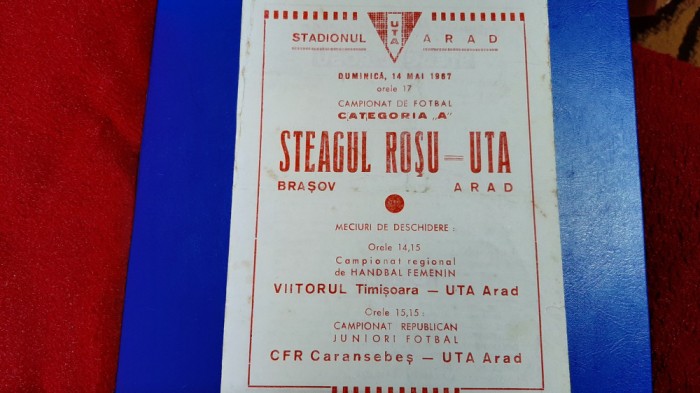 UTA
STADIONUL ARAD
DUMINICĂ, 14 MAI 1967
orele 17
CAMPIONAT DE FOTBAL
CATEGORIA „A"
STEAGUL ROȘU — UTA
BRAȘOV ARAD
MECIURI DE DESCHIDERE :
Orele 14,15
Campionat regional
de HANDBAL FEMENIN
VIITORUL Timișoara — UTA Arad
Orele 15,15 :
CAMPIONAT REPUBLICAN
JUNIORI FOTBAL
CFR Caransebeș — UTA Arad